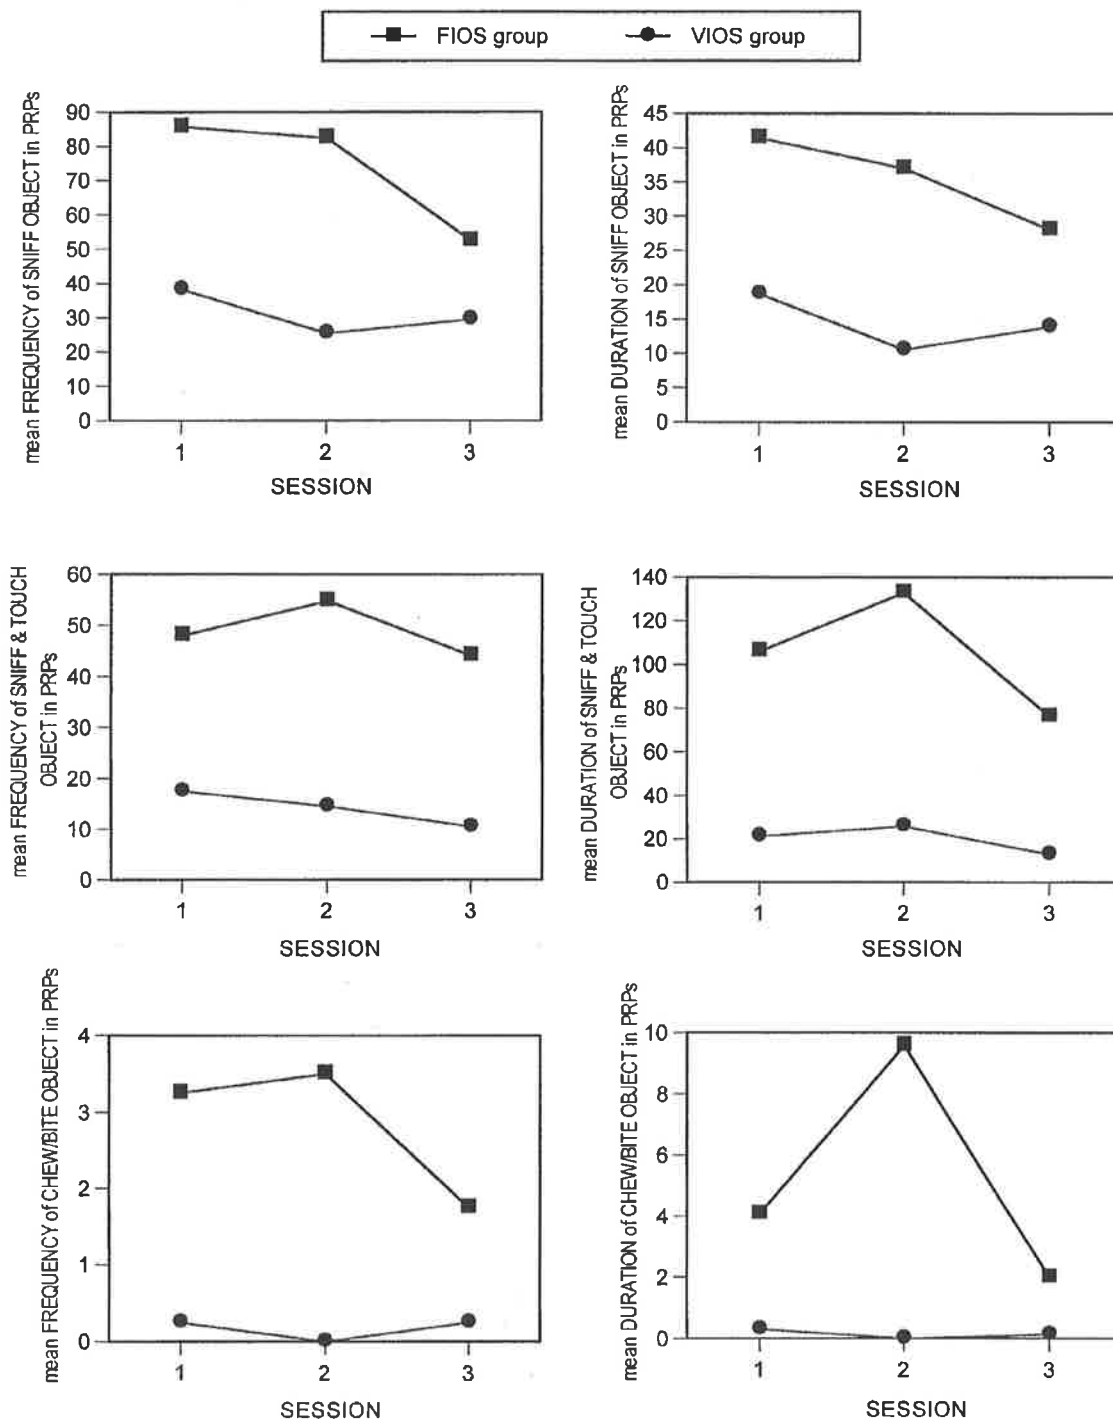 FIOS group VIOS group
mean FREQUENCY of SNIFF OBJECT in PRPs
90
80
70
60
50
40
30
20
10
0
1 2 3
SESSION
mean DURATION of SNIFF OBJECT in PRPs
45
40
35
30
25
20
15
10
5
0
1 2 3
SESSION
mean FREQUENCY of SNIFF & TOUCH
OBJECT in PRPs
60
50
40
30
20
10
0
1 2 3
SESSION
mean DURATION of SNIFF & TOUCH
OBJECT in PRPs
140
120
100
80
60
40
20
0
1 2 3
SESSION
mean FREQUENCY of CHEW/BITE OBJECT in PRPs
4
3
2
1
0
1 2 3
SESSION
mean DURATION of CHEW/BITE OBJECT in PRPs
10
8
6
4
2
0
1 2 3
SESSION